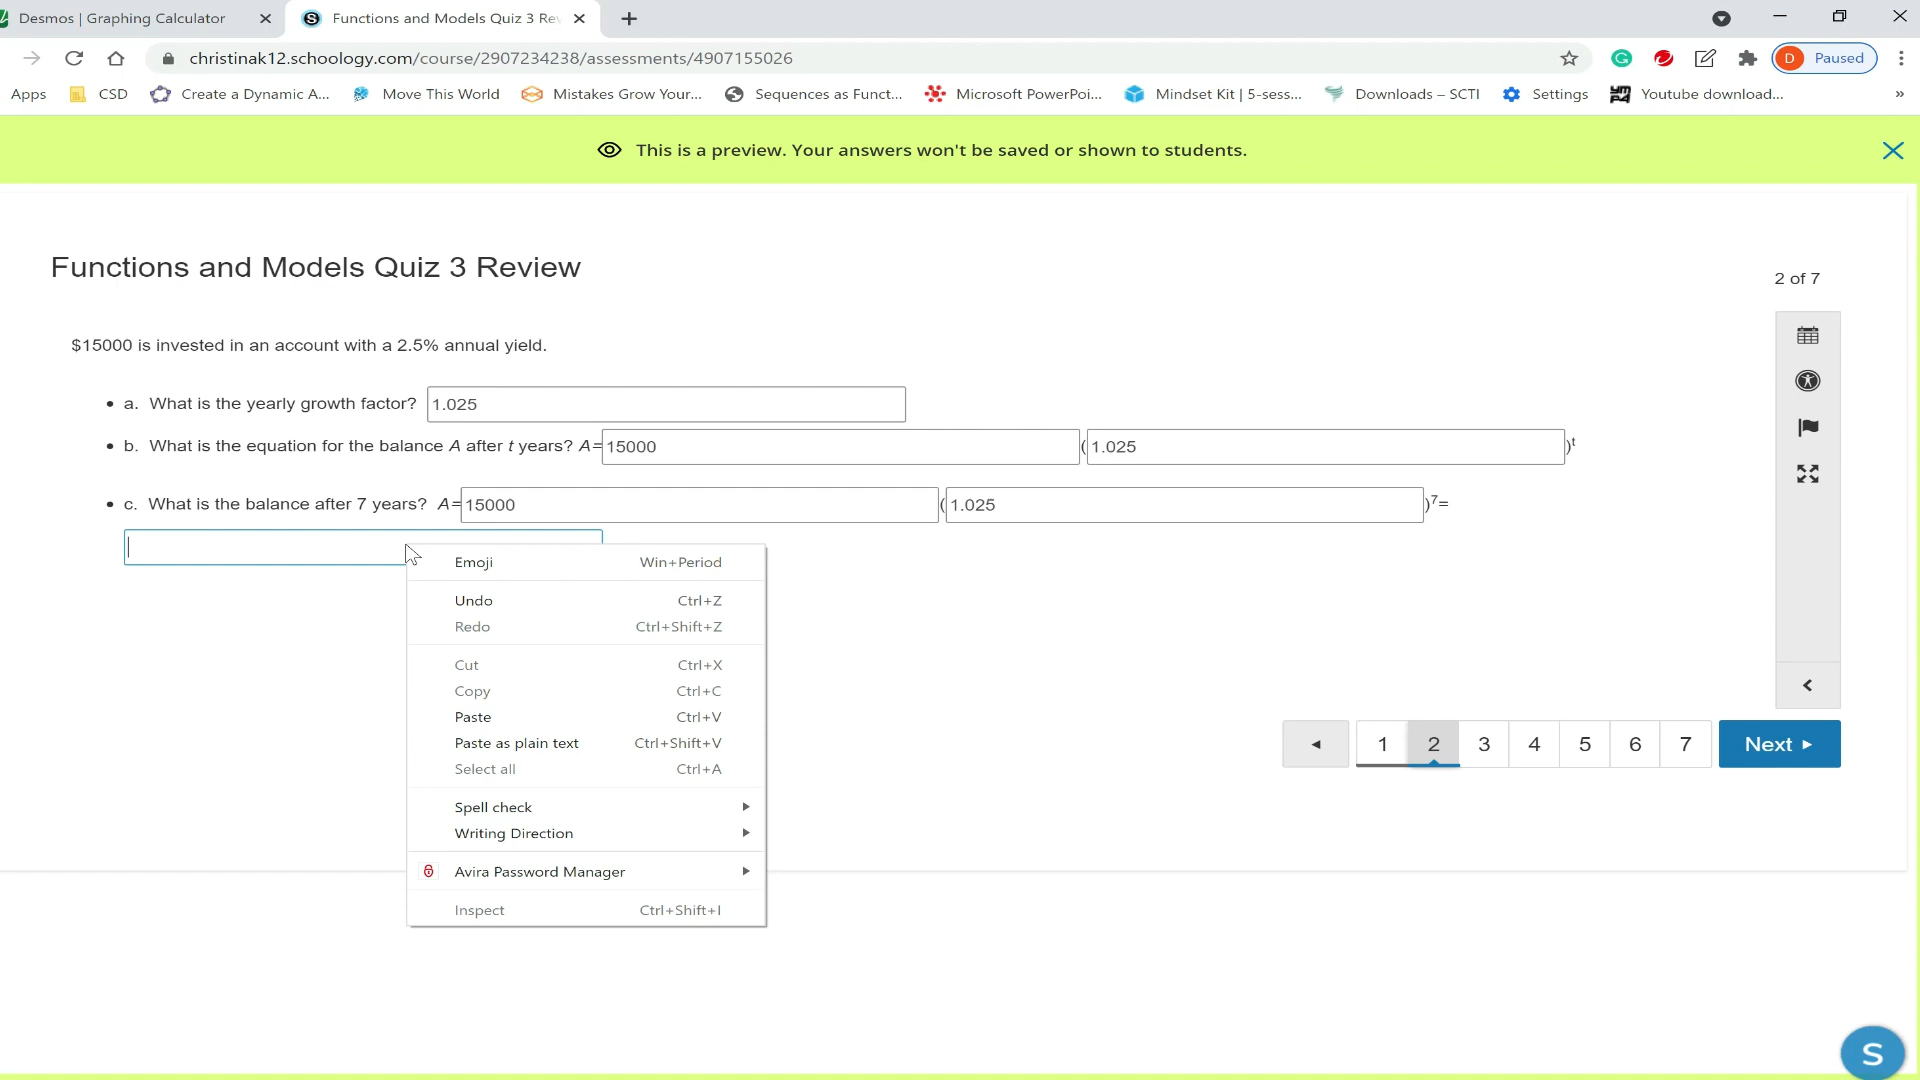 Desmos | Graphing Calculator
Functions and Models Quiz 3 Rev
christinak12.schoology.com/course/2907234238/assessments/4907155026
D Paused
Apps CSD Create a Dynamic A... Move This World Mistakes Grow Your... Sequences as Funct... Microsoft PowerPoi... Mindset Kit | 5-sess... Downloads – SCTI Settings Youtube download... »
This is a preview. Your answers won't be saved or shown to students.
Functions and Models Quiz 3 Review
2 of 7
$15000 is invested in an account with a 2.5% annual yield.
• a. What is the yearly growth factor? 1.025
• b. What is the equation for the balance A after t years? A= 15000 ( 1.025 )t
• c. What is the balance after 7 years? A= 15000 ( 1.025 )7=
Emoji Win+Period
Undo Ctrl+Z
Redo Ctrl+Shift+Z
Cut Ctrl+X
Copy Ctrl+C
Paste Ctrl+V
Paste as plain text Ctrl+Shift+V
Select all Ctrl+A
Spell check
Writing Direction
Avira Password Manager
Inspect Ctrl+Shift+I
◄ 1 2 3 4 5 6 7 Next ►
S